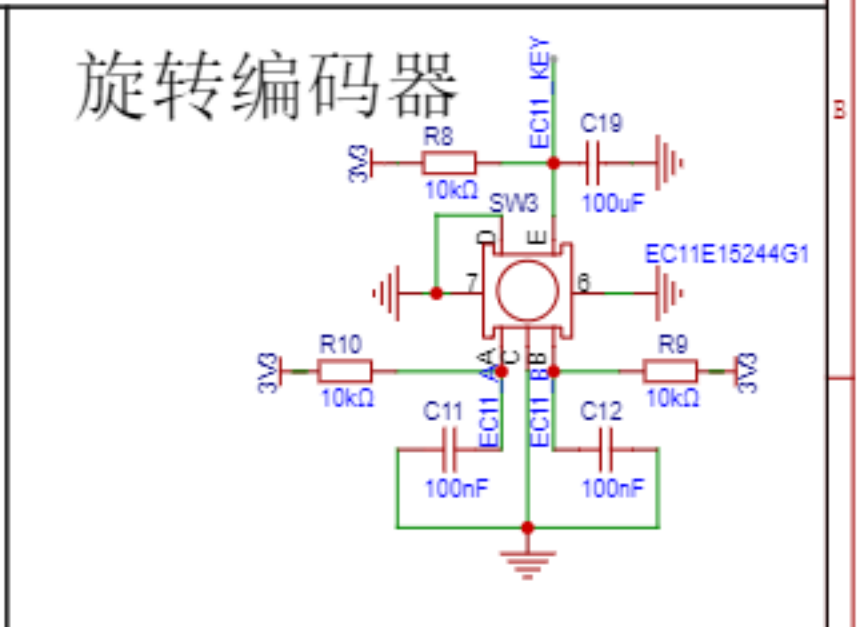 旋转编码器
EC11_KEY
B
R8
C19
3V3
10kΩ
100uF
SW3
D
E
EC11E15244G1
7
6
R10
A
C
B
R9
3V3
3V3
10kΩ
EC11_A
EC11_B
10kΩ
C11
C12
100nF
100nF